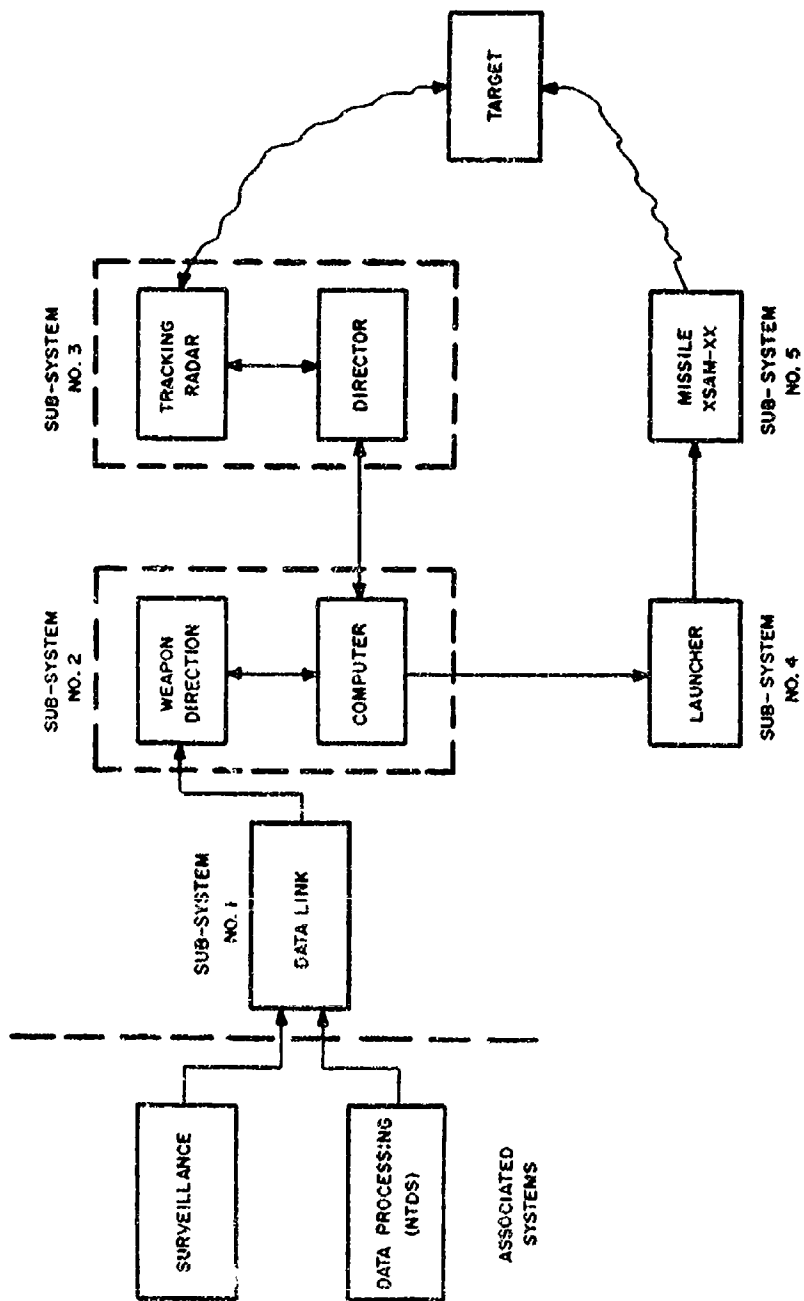 SURVEILLANCE
DATA PROCESSING
(NTDS)
ASSOCIATED
SYSTEMS
SUB-SYSTEM
NO. 1
DATA LINK
SUB-SYSTEM
NO. 2
WEAPON
DIRECTION
COMPUTER
SUB-SYSTEM
NO. 3
TRACKING
RADAR
DIRECTOR
LAUNCHER
SUB-SYSTEM
NO. 4
MISSILE
XSAM-XX
SUB-SYSTEM
NO. 5
TARGET